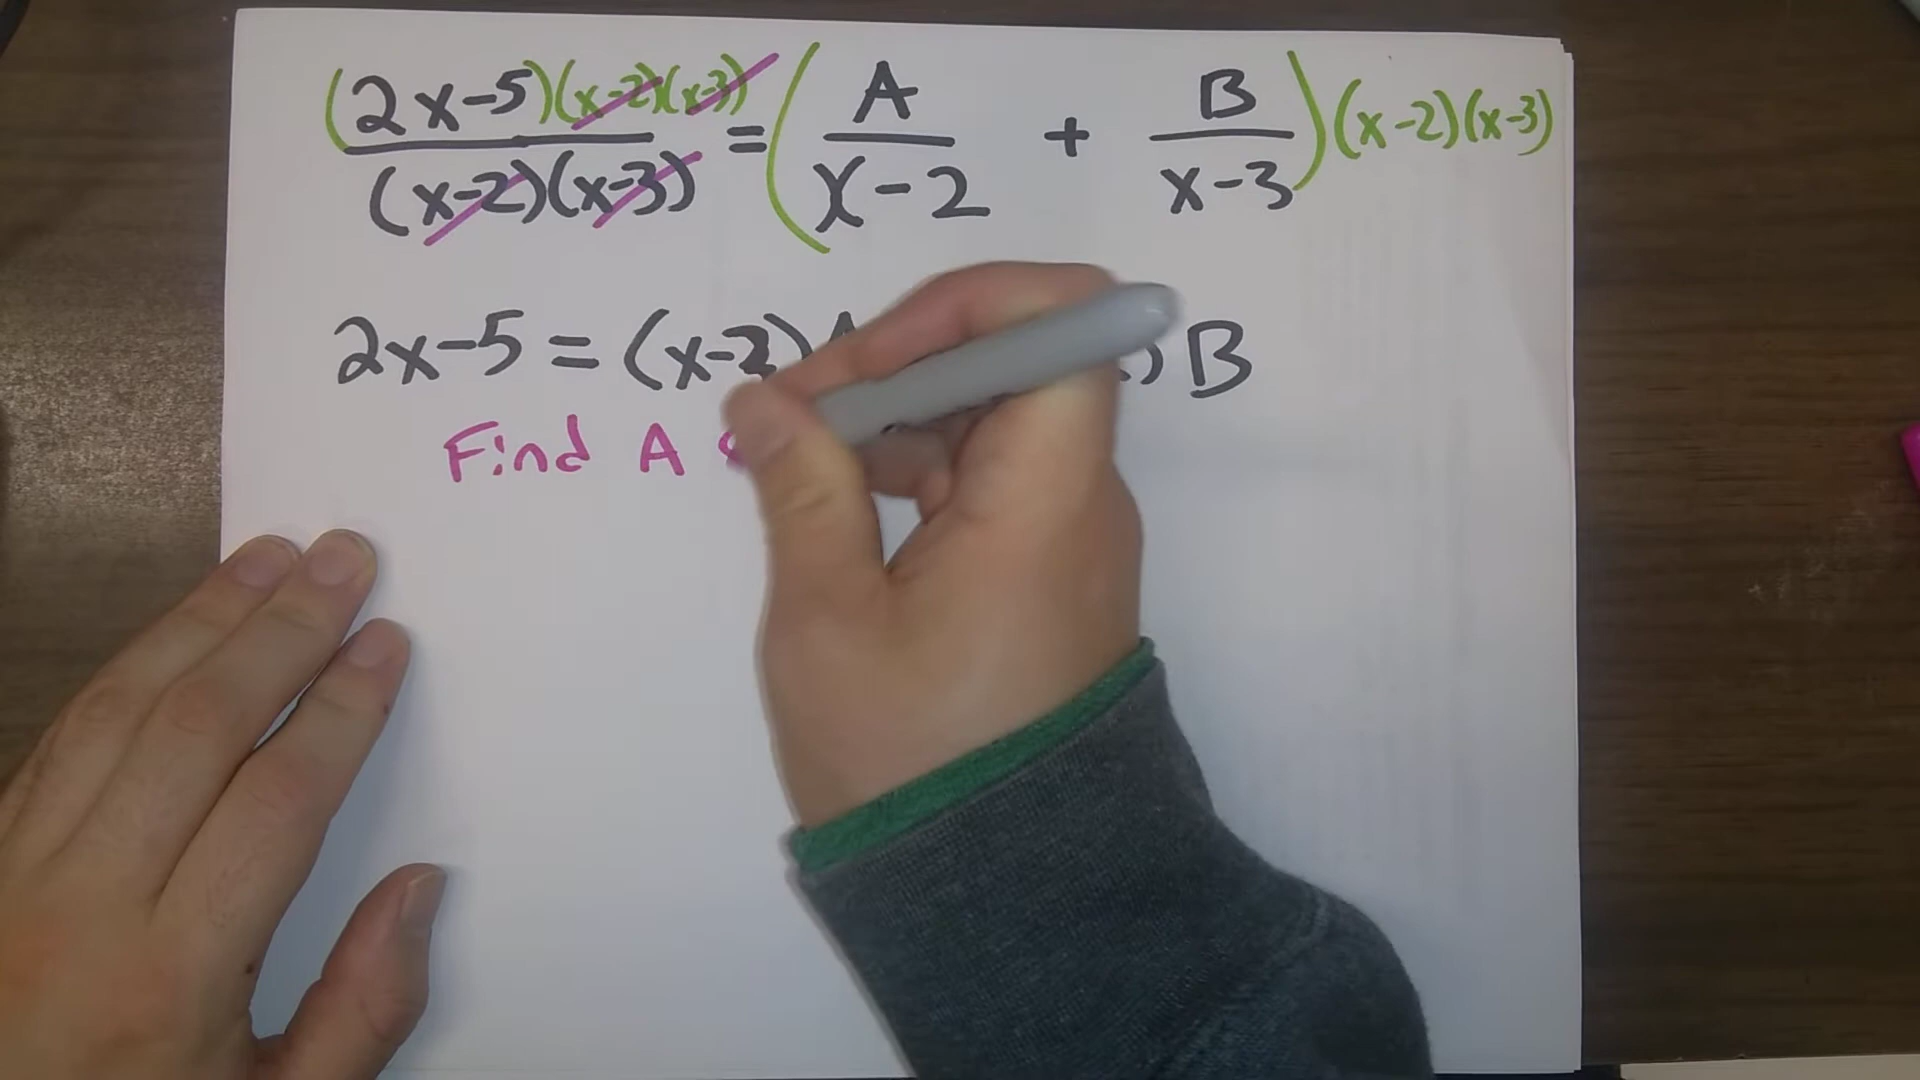 (2x-5)(x-2)(x-3) = (A + B)(x-2)(x-3)
(x-2)(x-3) x-2 x-3
2x-5 = (x-3) B
Find A